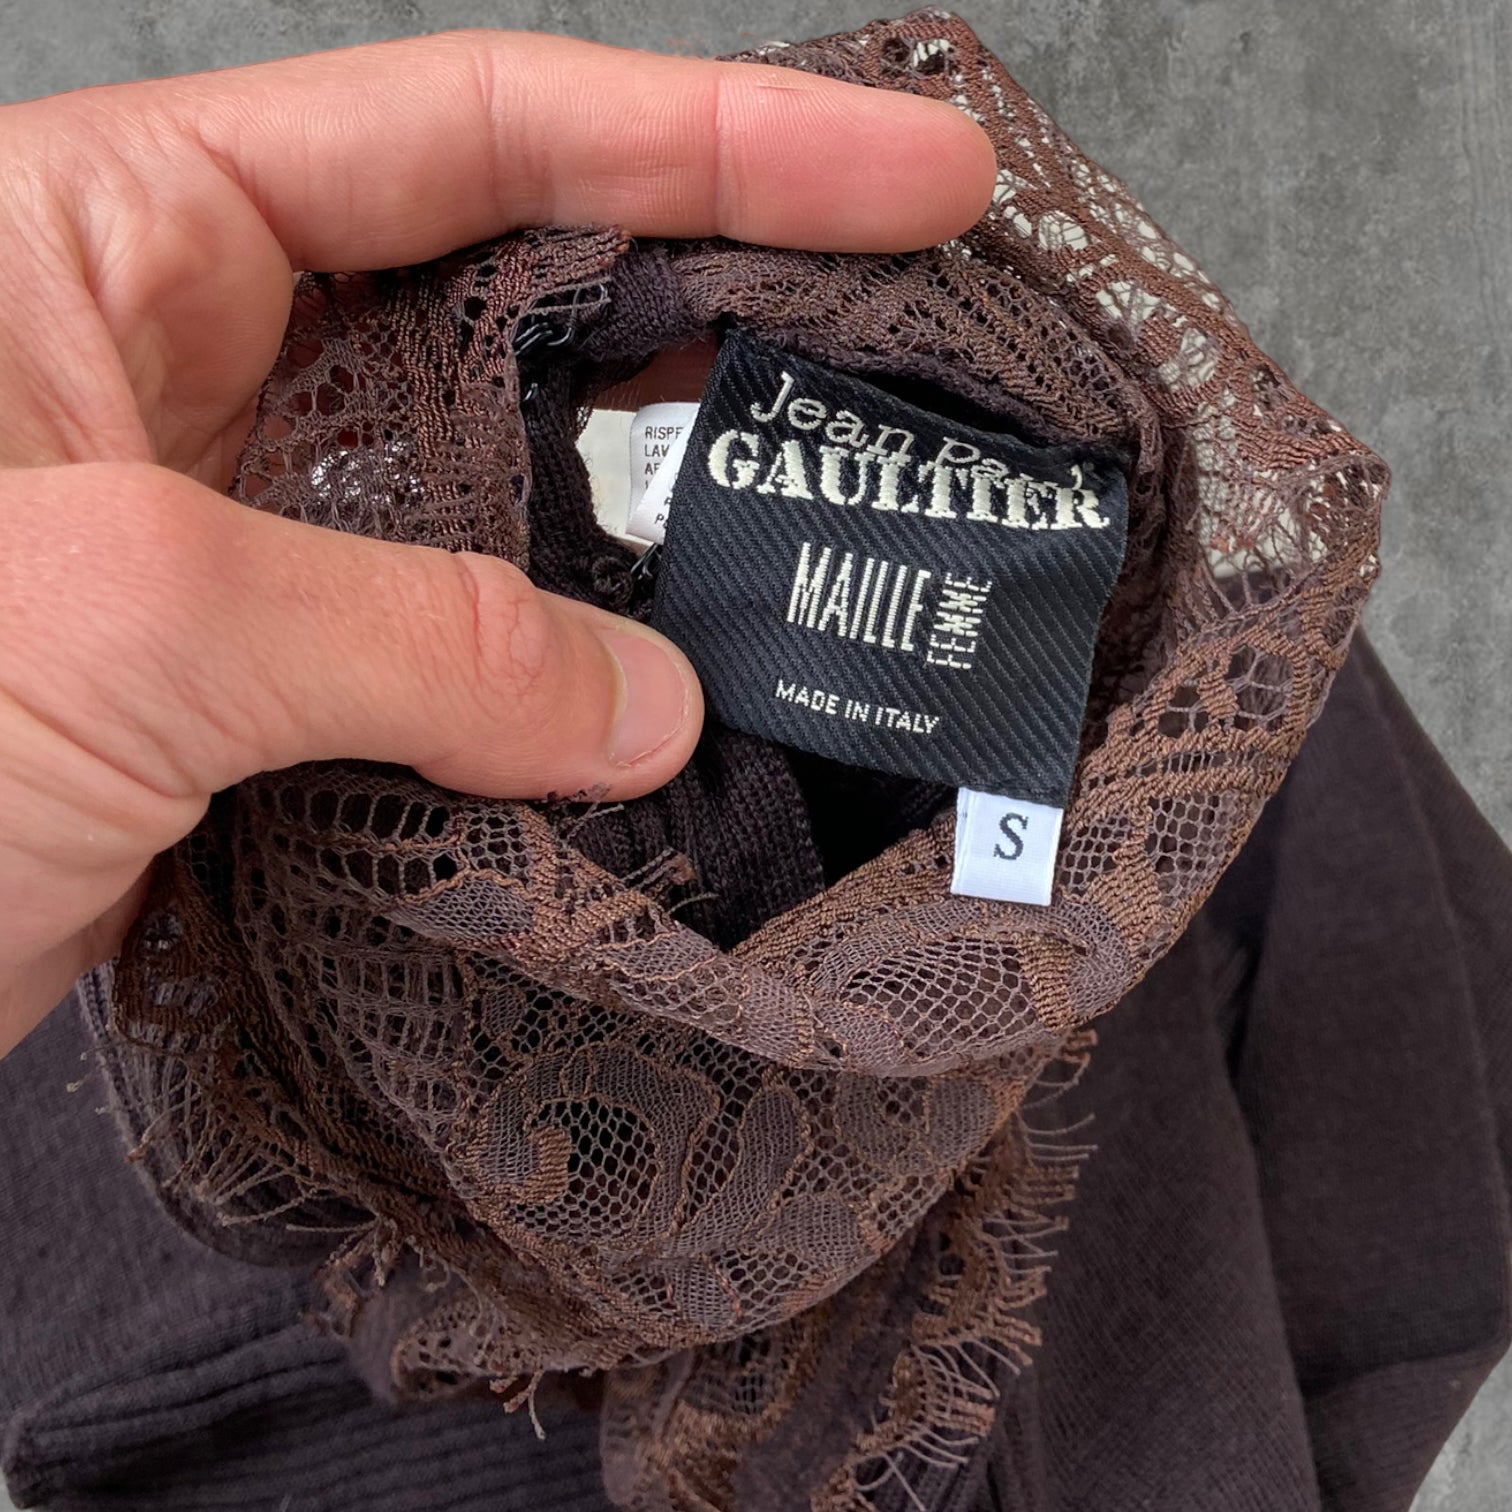 Jean Paul
GAULTIER
MAILLE
FEMME
MADE IN ITALY
S